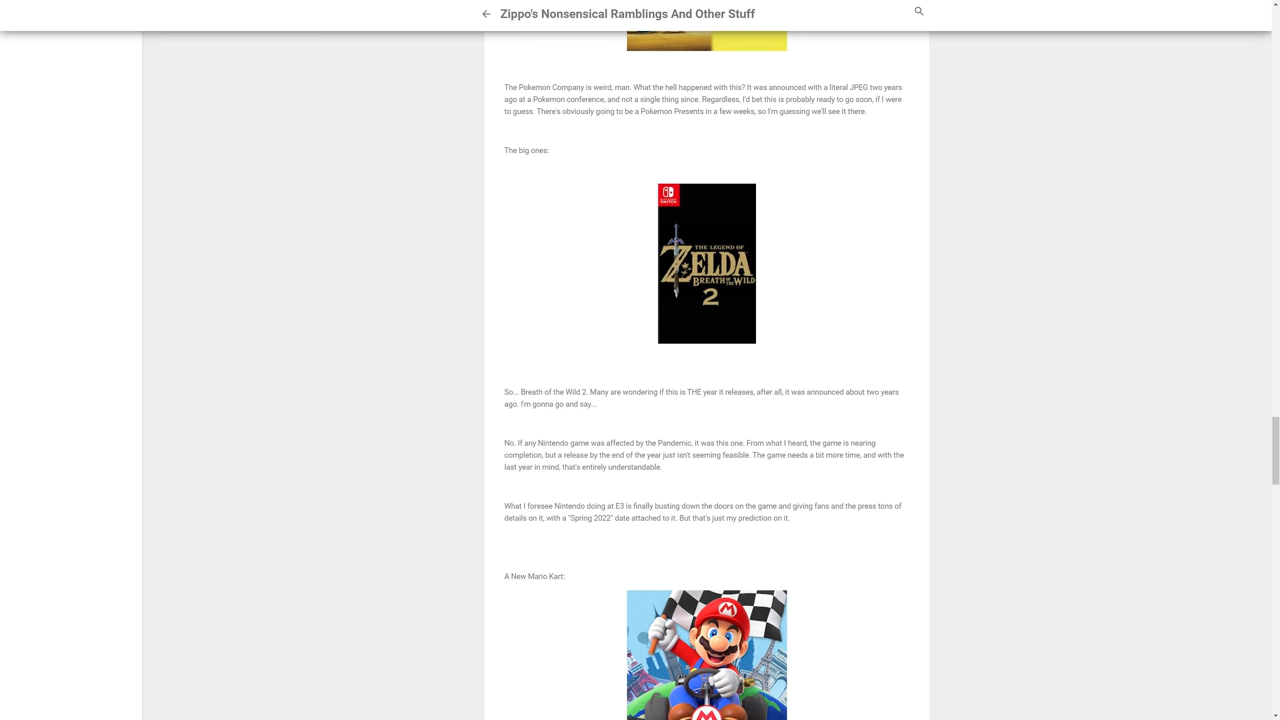 Zippo's Nonsensical Ramblings And Other Stuff
The Pokemon Company is weird, man. What the hell happened with this? It was announced with a literal JPEG two years
ago at a Pokemon conference, and not a single thing since. Regardless, I'd bet this is probably ready to go soon, if I were
to guess. There's obviously going to be a Pokemon Presents in a few weeks, so I'm guessing we'll see it there.
The big ones:
THE LEGEND OF
ZELDA
BREATH OF THE WILD
2
So... Breath of the Wild 2. Many are wondering if this is THE year it releases, after all, it was announced about two years
ago. I'm gonna go and say...
No. If any Nintendo game was affected by the Pandemic, it was this one. From what I heard, the game is nearing
completion, but a release by the end of the year just isn't seeming feasible. The game needs a bit more time, and with the
last year in mind, that's entirely understandable.
What I foresee Nintendo doing at E3 is finally busting down the doors on the game and giving fans and the press tons of
details on it, with a "Spring 2022" date attached to it. But that's just my prediction on it.
A New Mario Kart:
M
M